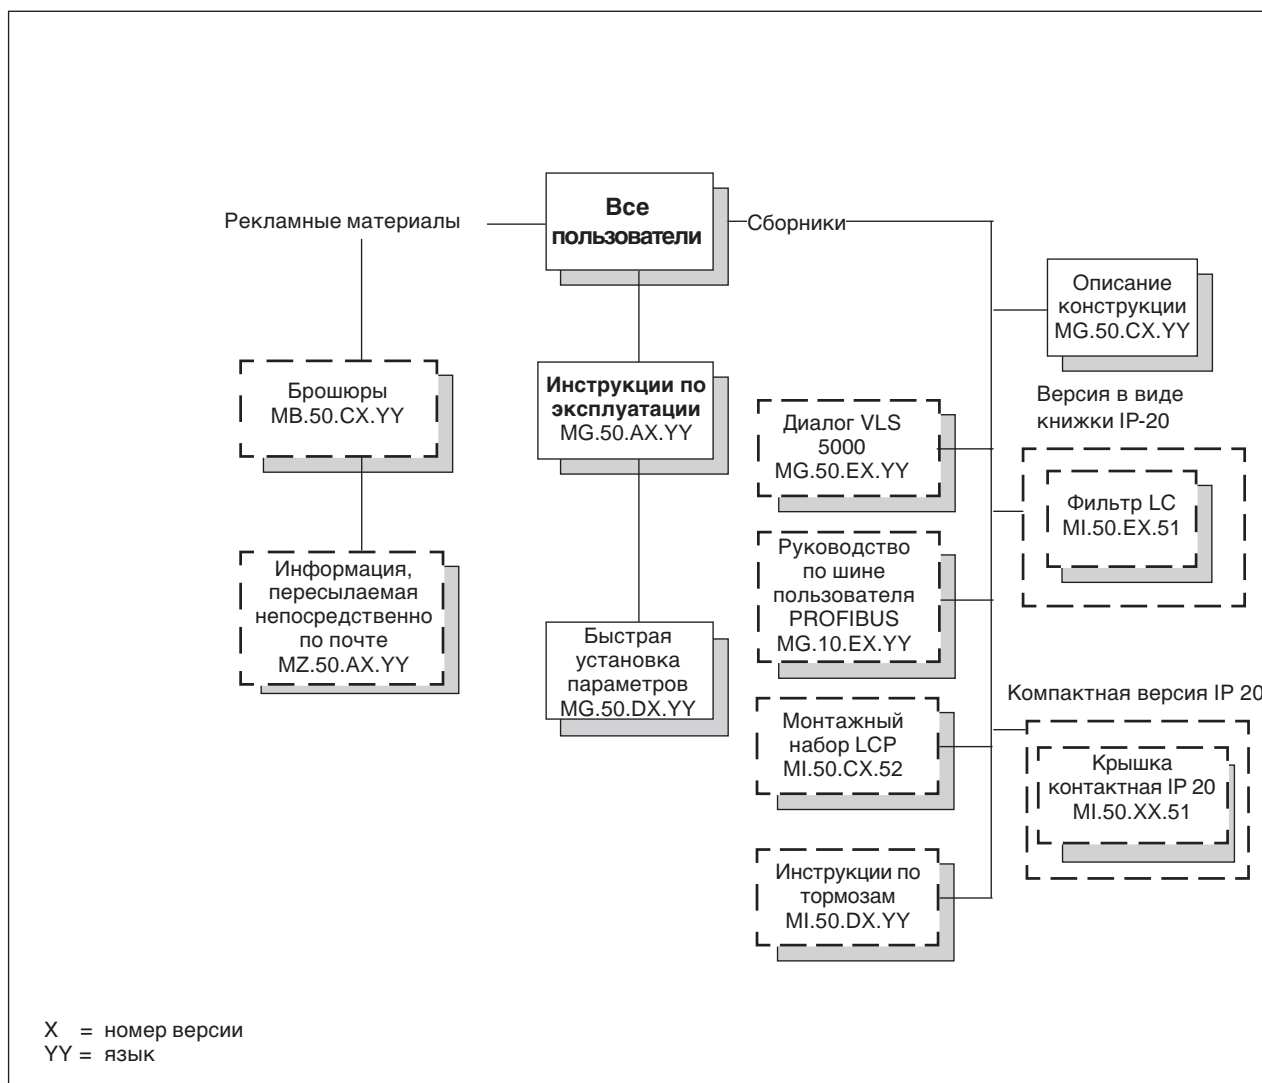 Рекламные материалы
Все
пользователи
Сборники
Описание
конструкции
MG.50.CX.YY
Брошюры
MB.50.CX.YY
Инструкции по
эксплуатации
MG.50.AX.YY
Диалог VLS
5000
MG.50.EX.YY
Версия в виде
книжки IP-20
Фильтр LC
MI.50.EX.51
Информация,
пересылаемая
непосредственно
по почте
MZ.50.AX.YY
Быстрая
установка
параметров
MG.50.DX.YY
Руководство
по шине
пользователя
PROFIBUS
MG.10.EX.YY
Монтажный
набор LCP
MI.50.CX.52
Компактная версия IP 20
Крышка
контактная IP 20
MI.50.XX.51
Инструкции по
тормозам
MI.50.DX.YY
X = номер версии
YY = язык